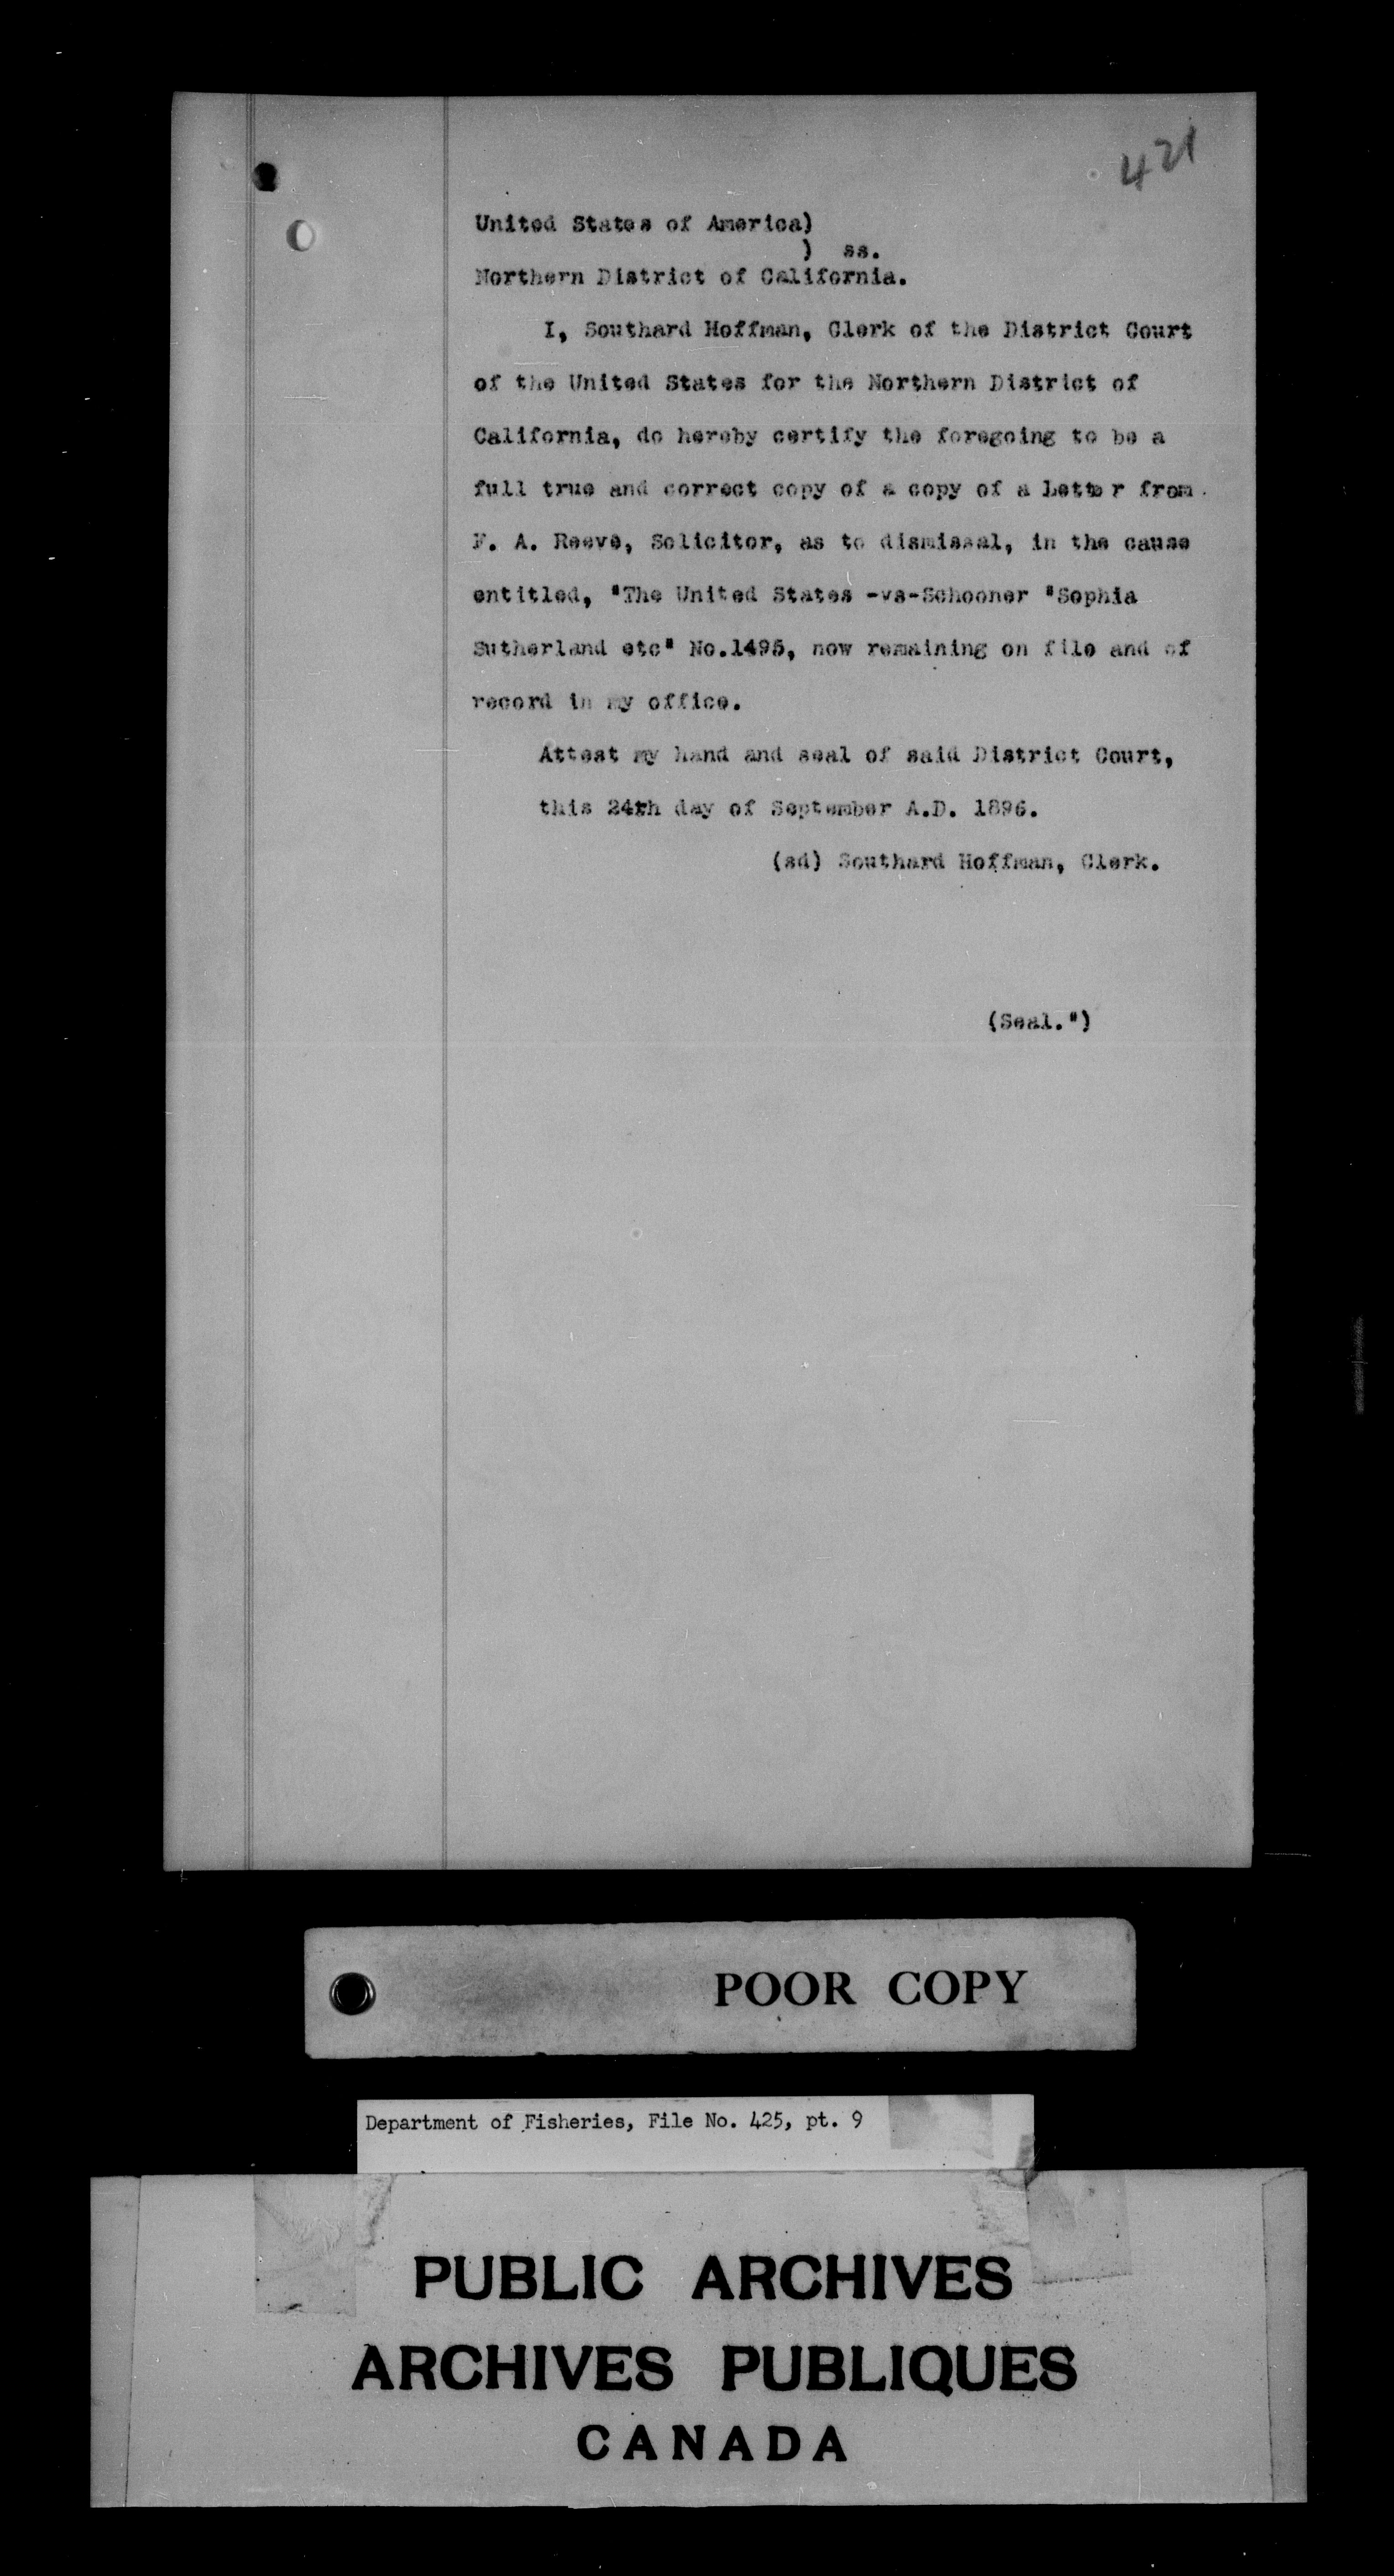 421
United States of America)
) ss.
Northern District of California.
I, Southard Hoffman, Clerk of the District Court
of the United States for the Northern District of
California, do hereby certify the foregoing to be a
full true and correct copy of a copy of a Letter from
F. A. Reeve, Solicitor, as to dismissal, in the cause
entitled, "The United States -vs-Schooner "Sophia
Sutherland etc" No.1495, now remaining on file and of
record in my office.
Attest my hand and seal of said District Court,
this 24th day of September A.D. 1896.
(sd) Southard Hoffman, Clerk.
(Seal.")
POOR COPY
Department of Fisheries, File No. 425, pt. 9
PUBLIC ARCHIVES
ARCHIVES PUBLIQUES
CANADA